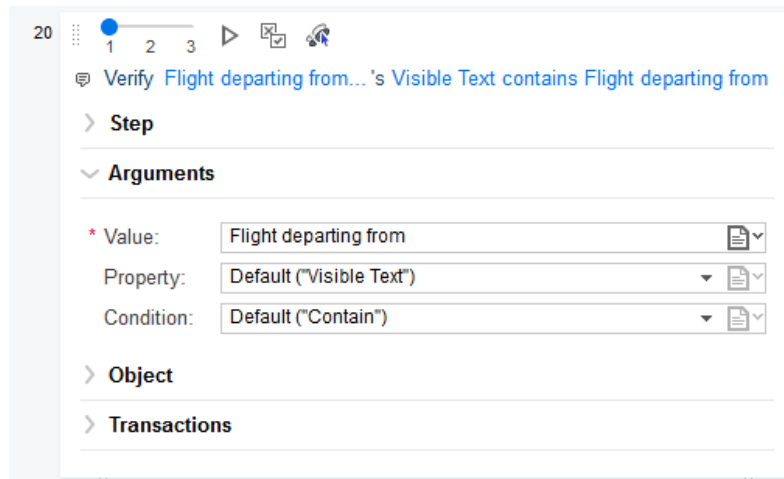 20
1 2 3
Verify Flight departing from... 's Visible Text contains Flight departing from
Step
Arguments
* Value: Flight departing from
Property: Default ("Visible Text")
Condition: Default ("Contain")
Object
Transactions